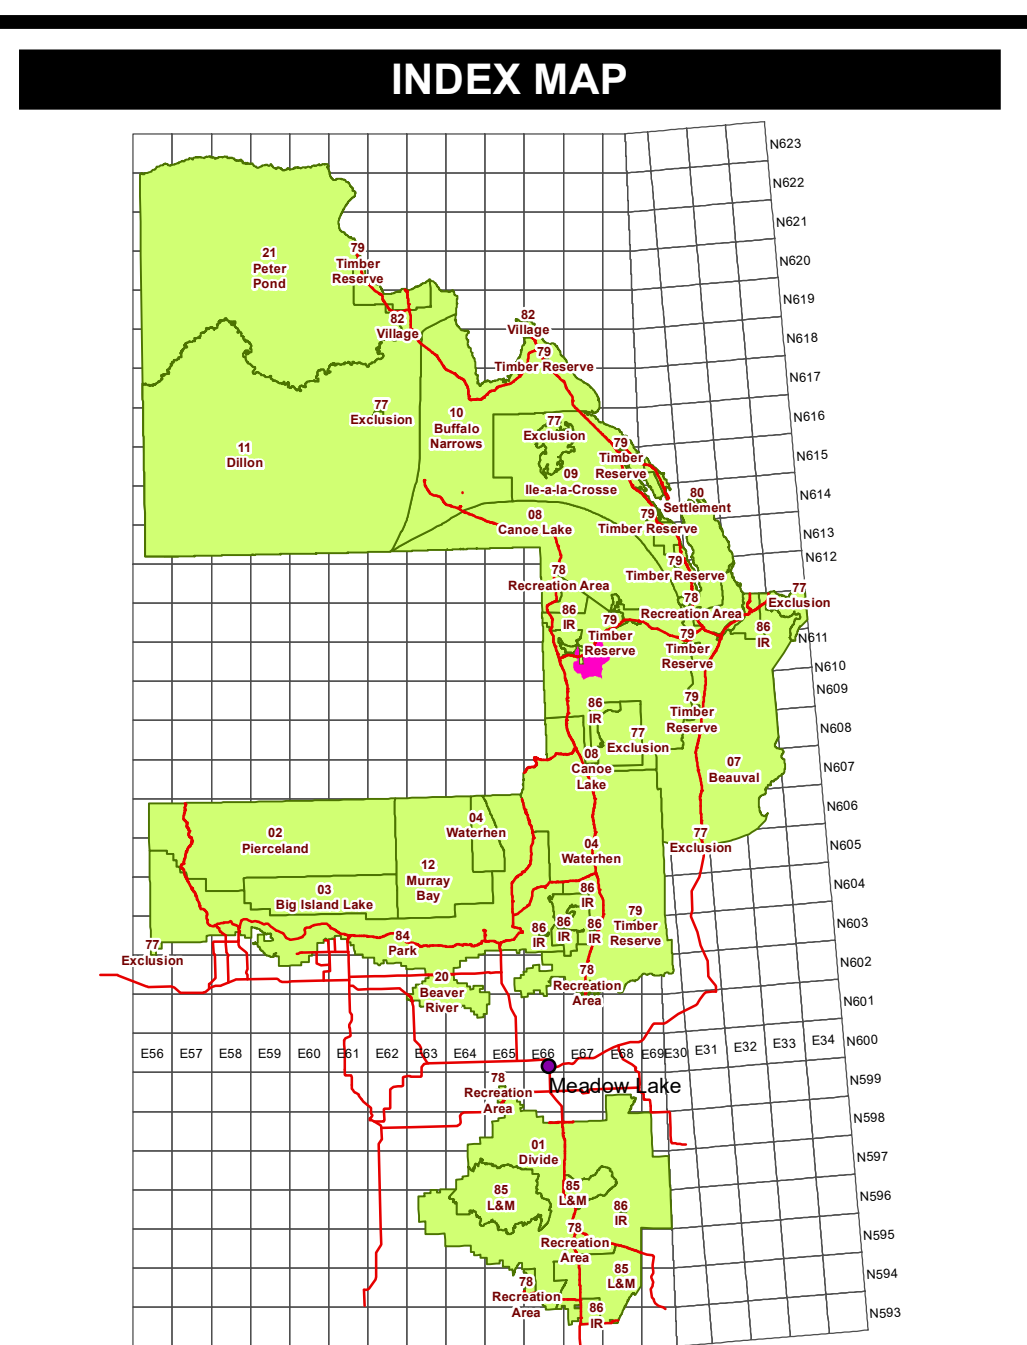 INDEX MAP
N623
N622
N621
N620
N619
N618
N617
N616
N615
N614
N613
N612
N611
N610
N609
N608
N607
N606
N605
N604
N603
N602
N601
N600
N599
N598
N597
N596
N595
N594
N593
21
Peter
Pond
79
Timber
Reserve
82
Village
82
Village
79
Timber Reserve
77
Exclusion
10
Buffalo
Narrows
77
Exclusion
11
Dillon
79
Timber
Reserve
09
Ile-a-la-Crosse
80
Settlement
08
Canoe Lake
79
Timber Reserve
79
Timber Reserve
78
Recreation Area
77
Exclusion
78
Recreation Area
86
IR
79
Timber
Reserve
79
Timber
Reserve
86
IR
86
IR
79
Timber
Reserve
77
Exclusion
08
Canoe
Lake
07
Beauval
04
Waterhen
02
Pierceland
77
Exclusion
04
Waterhen
12
Murray
Bay
03
Big Island Lake
86
IR
79
Timber
Reserve
86
IR
86
IR
86
IR
84
Park
77
Exclusion
78
Recreation
Area
20
Beaver
River
E56
E57
E58
E59
E60
E61
E62
E63
E64
E65
E66
E67
E68
E69
E30
E31
E32
E33
E34
Meadow Lake
78
Recreation
Area
01
Divide
85
L&M
85
L&M
86
IR
78
Recreation
Area
85
L&M
78
Recreation
Area
86
IR